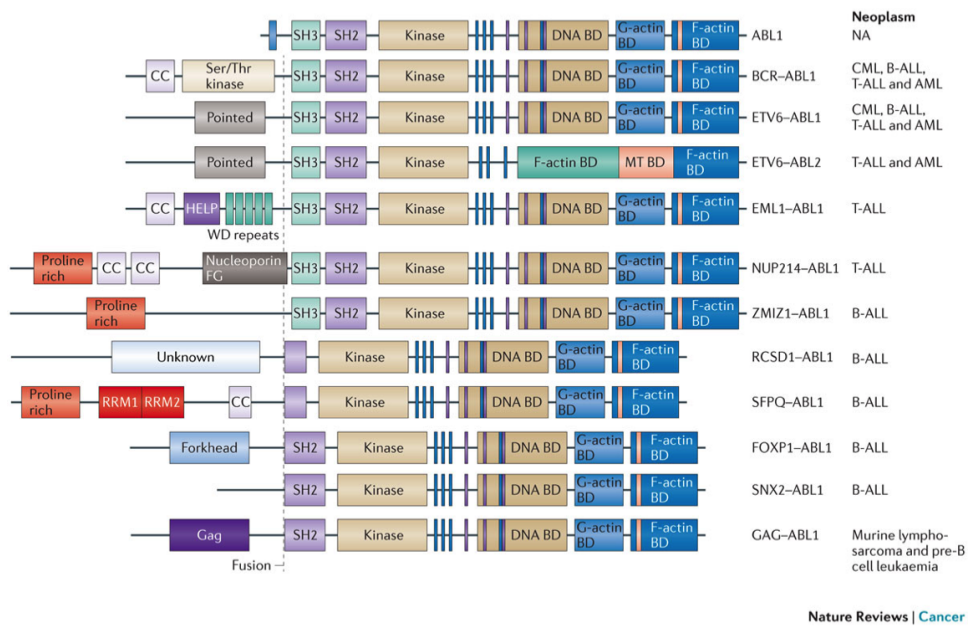 Neoplasm
SH3 SH2 Kinase DNA BD G-actin BD F-actin BD ABL1 NA
CC Ser/Thr kinase SH3 SH2 Kinase DNA BD G-actin BD F-actin BD BCR–ABL1 CML, B-ALL, T-ALL and AML
Pointed SH3 SH2 Kinase DNA BD G-actin BD F-actin BD ETV6–ABL1 CML, B-ALL, T-ALL and AML
Pointed SH3 SH2 Kinase F-actin BD MT BD F-actin BD ETV6–ABL2 T-ALL and AML
CC HELP SH3 SH2 Kinase DNA BD G-actin BD F-actin BD EML1–ABL1 T-ALL
WD repeats
Proline rich CC CC Nucleoporin FG SH3 SH2 Kinase DNA BD G-actin BD F-actin BD NUP214–ABL1 T-ALL
Proline rich SH3 SH2 Kinase DNA BD G-actin BD F-actin BD ZMIZ1–ABL1 B-ALL
Unknown Kinase DNA BD G-actin BD F-actin BD RCSD1–ABL1 B-ALL
Proline rich RRM1 RRM2 CC Kinase DNA BD G-actin BD F-actin BD SFPQ–ABL1 B-ALL
Forkhead SH2 Kinase DNA BD G-actin BD F-actin BD FOXP1–ABL1 B-ALL
SH2 Kinase DNA BD G-actin BD F-actin BD SNX2–ABL1 B-ALL
Gag SH2 Kinase DNA BD G-actin BD F-actin BD GAG–ABL1 Murine lympho-
sarcoma and pre-B
cell leukaemia
Fusion
Nature Reviews | Cancer